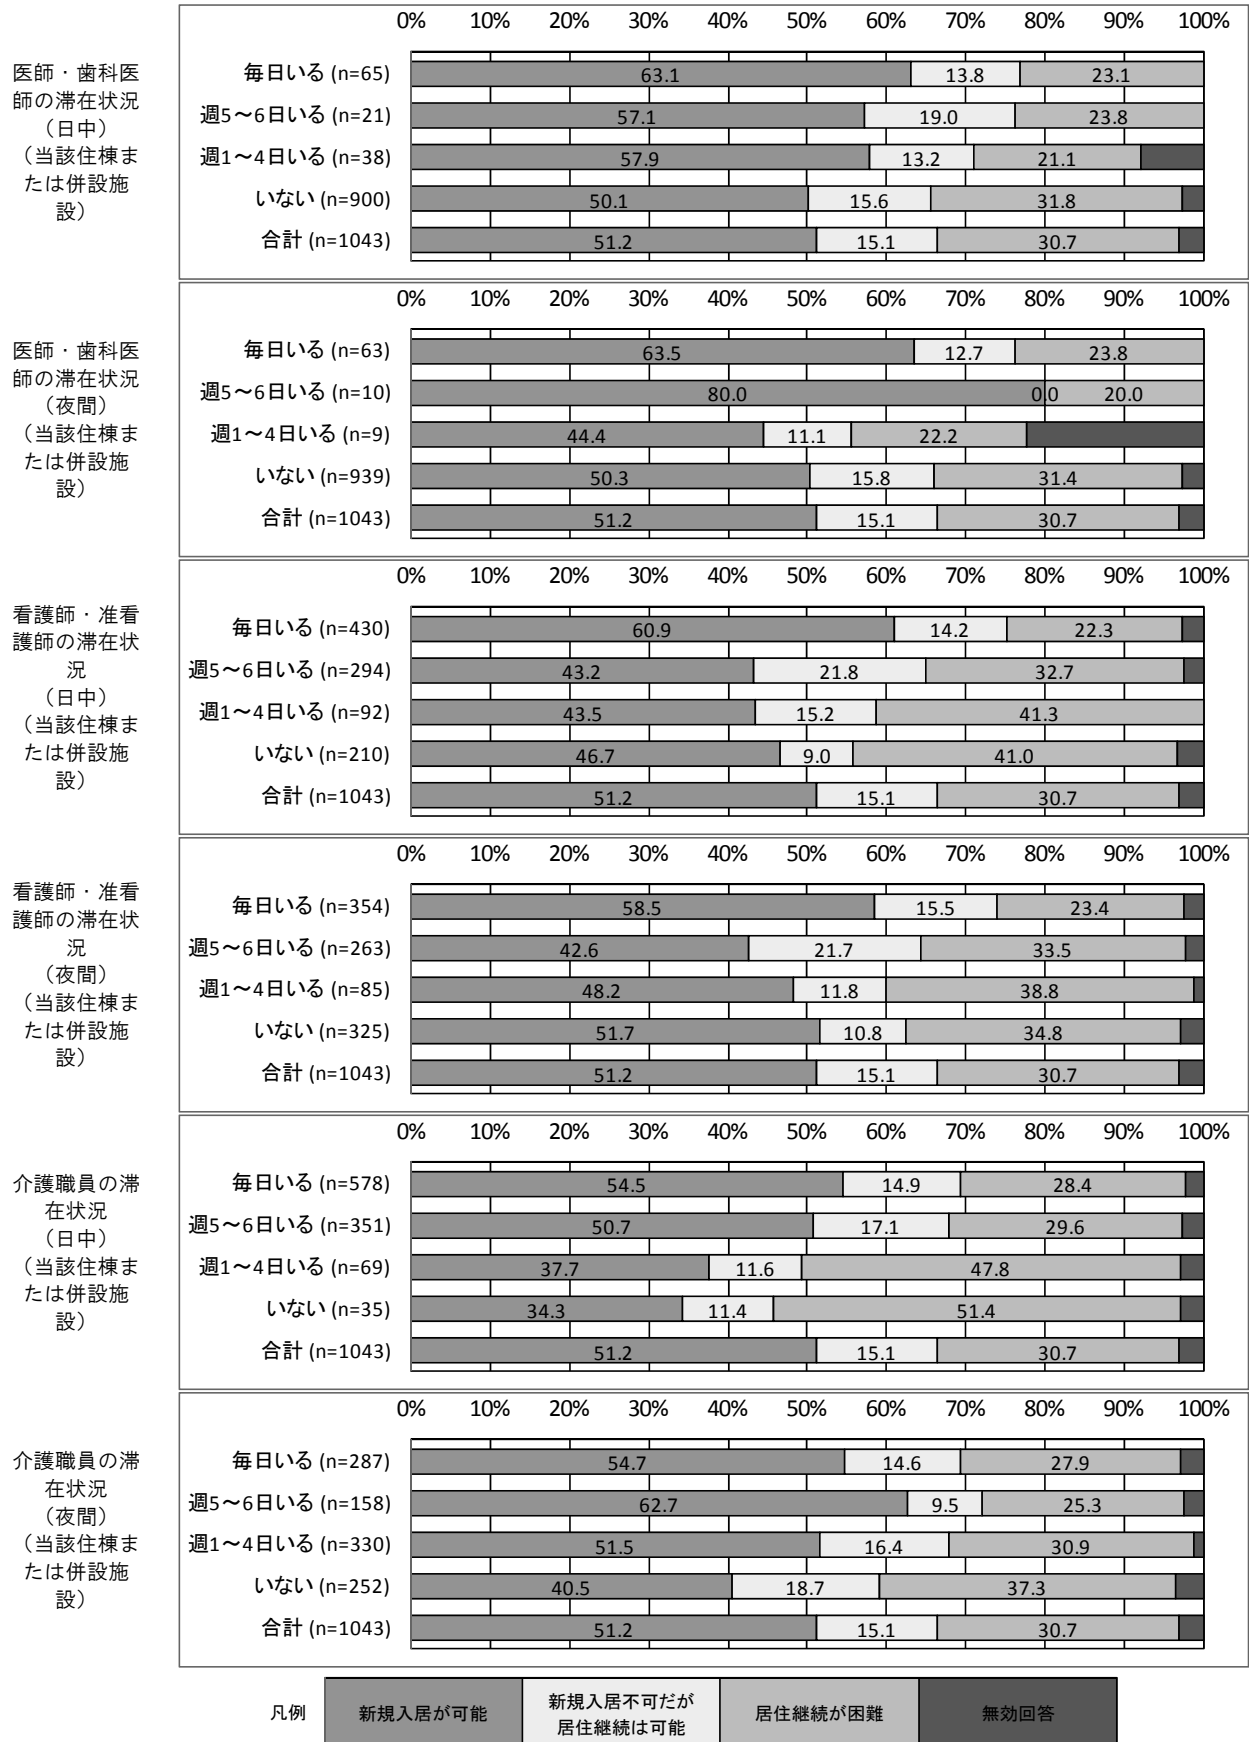 0% 10% 20% 30% 40% 50% 60% 70% 80% 90% 100%
医師・歯科医
師の滞在状況
（日中）
（当該住棟ま
たは併設施
設）
毎日いる (n=65) 63.1 13.8 23.1
週5～6日いる (n=21) 57.1 19.0 23.8
週1～4日いる (n=38) 57.9 13.2 21.1
いない (n=900) 50.1 15.6 31.8
合計 (n=1043) 51.2 15.1 30.7
0% 10% 20% 30% 40% 50% 60% 70% 80% 90% 100%
医師・歯科医
師の滞在状況
（夜間）
（当該住棟ま
たは併設施
設）
毎日いる (n=63) 63.5 12.7 23.8
週5～6日いる (n=10) 80.0 0.0 20.0
週1～4日いる (n=9) 44.4 11.1 22.2
いない (n=939) 50.3 15.8 31.4
合計 (n=1043) 51.2 15.1 30.7
0% 10% 20% 30% 40% 50% 60% 70% 80% 90% 100%
看護師・准看
護師の滞在状
況
（日中）
（当該住棟ま
たは併設施
設）
毎日いる (n=430) 60.9 14.2 22.3
週5～6日いる (n=294) 43.2 21.8 32.7
週1～4日いる (n=92) 43.5 15.2 41.3
いない (n=210) 46.7 9.0 41.0
合計 (n=1043) 51.2 15.1 30.7
0% 10% 20% 30% 40% 50% 60% 70% 80% 90% 100%
看護師・准看
護師の滞在状
況
（夜間）
（当該住棟ま
たは併設施
設）
毎日いる (n=354) 58.5 15.5 23.4
週5～6日いる (n=263) 42.6 21.7 33.5
週1～4日いる (n=85) 48.2 11.8 38.8
いない (n=325) 51.7 10.8 34.8
合計 (n=1043) 51.2 15.1 30.7
0% 10% 20% 30% 40% 50% 60% 70% 80% 90% 100%
介護職員の滞
在状況
（日中）
（当該住棟ま
たは併設施
設）
毎日いる (n=578) 54.5 14.9 28.4
週5～6日いる (n=351) 50.7 17.1 29.6
週1～4日いる (n=69) 37.7 11.6 47.8
いない (n=35) 34.3 11.4 51.4
合計 (n=1043) 51.2 15.1 30.7
0% 10% 20% 30% 40% 50% 60% 70% 80% 90% 100%
介護職員の滞
在状況
（夜間）
（当該住棟ま
たは併設施
設）
毎日いる (n=287) 54.7 14.6 27.9
週5～6日いる (n=158) 62.7 9.5 25.3
週1～4日いる (n=330) 51.5 16.4 30.9
いない (n=252) 40.5 18.7 37.3
合計 (n=1043) 51.2 15.1 30.7
凡例
新規入居が可能
新規入居不可だが
居住継続は可能
居住継続が困難
無効回答